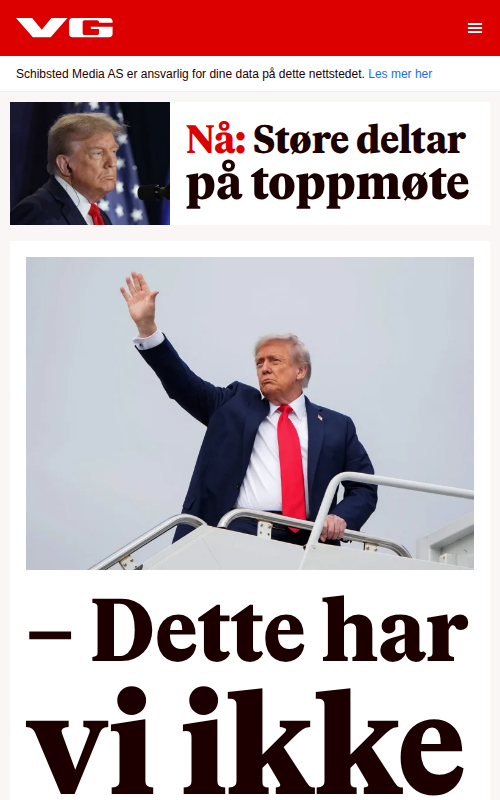 VG
Schibsted Media AS er ansvarlig for dine data på dette nettstedet. Les mer her
Nå: Støre deltar
på toppmøte
– Dette har
vi ikke